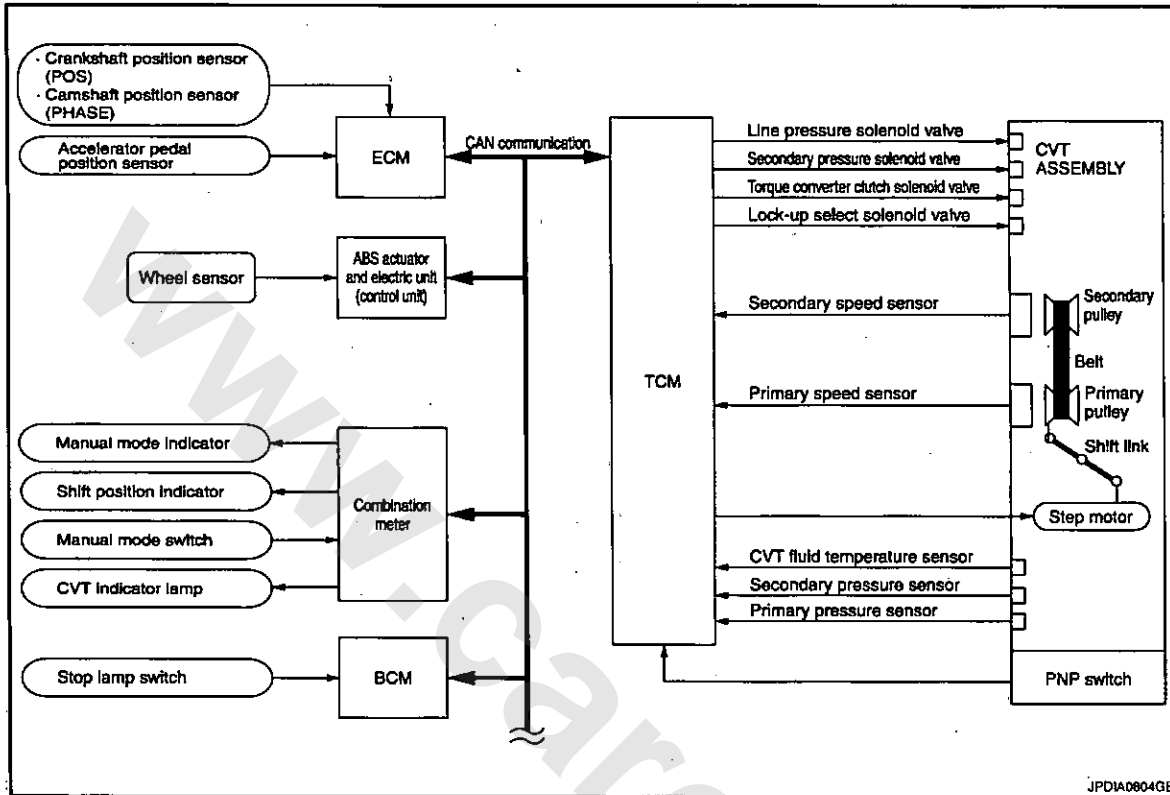 · Crankshaft position sensor
(POS)
· Camshaft position sensor
(PHASE)
Accelerator pedal
position sensor
ECM
CAN communication
Wheel sensor
ABS actuator
and electric unit
(control unit)
Manual mode indicator
Shift position indicator
Manual mode switch
CVT indicator lamp
Combination
meter
Stop lamp switch
BCM
TCM
Line pressure solenoid valve
Secondary pressure solenoid valve
Torque converter clutch solenoid valve
Lock-up select solenoid valve
Secondary speed sensor
Primary speed sensor
CVT fluid temperature sensor
Secondary pressure sensor
Primary pressure sensor
CVT
ASSEMBLY
Secondary
pulley
Belt
Primary
pulley
Shift link
Step motor
PNP switch
JPDIA0804GB
www.car